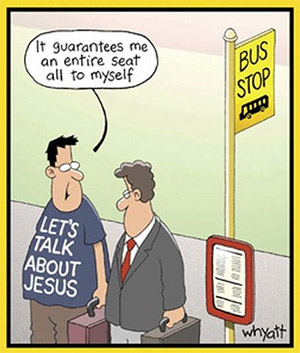 It guarantees me
an entire seat
all to myself
BUS
STOP
LET'S
TALK
ABOUT
JESUS
whyatt